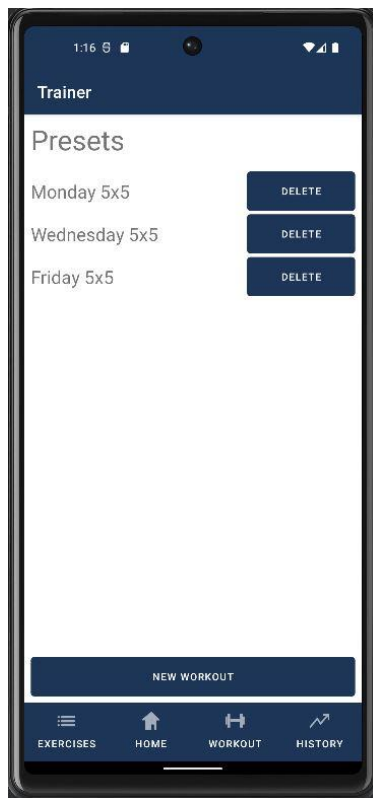 1:16
Trainer
Presets
Monday 5x5 DELETE
Wednesday 5x5 DELETE
Friday 5x5 DELETE
NEW WORKOUT
EXERCISES HOME WORKOUT HISTORY